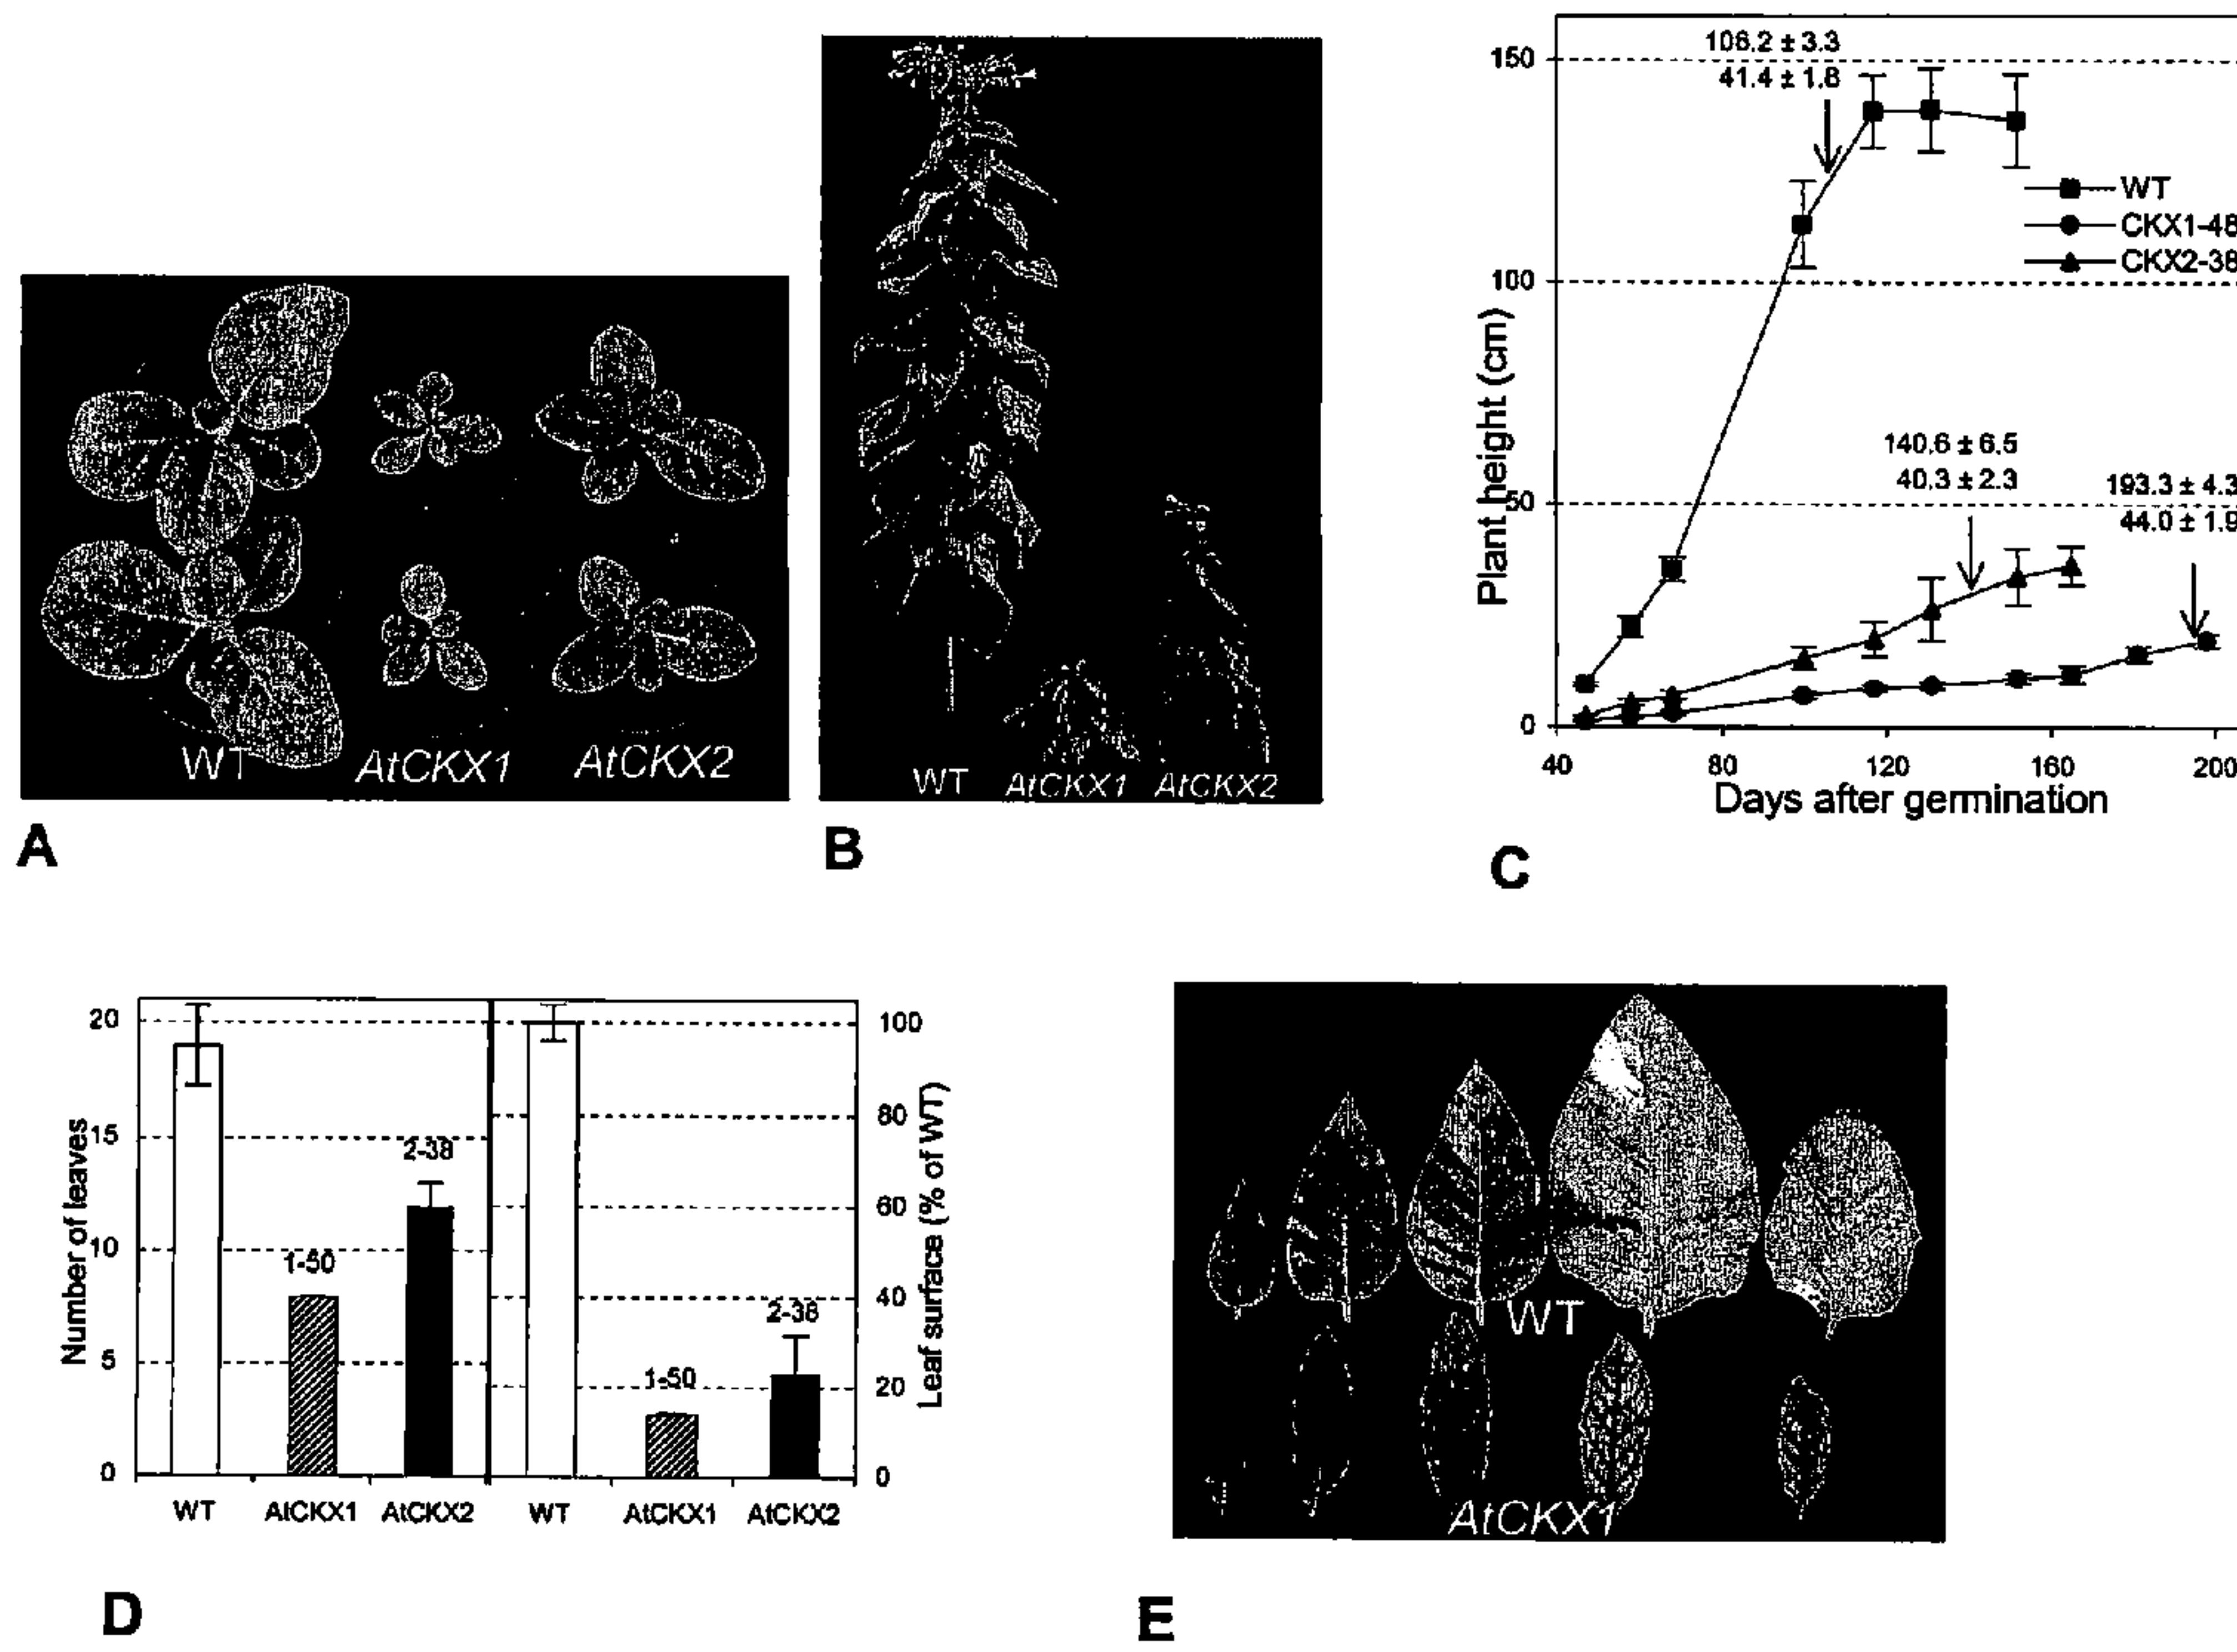 WT AtCKX1 AtCKX2
A
WT AtCKX1 AtCKX2
B
Plant height (cm)
150
100
50
0
108.2 ± 3.3
41.4 ± 1.8
WT
CKX1-48
CKX2-38
140.6 ± 6.5
40.3 ± 2.3
193.3 ± 4.3
44.0 ± 1.9
40 80 120 160 200
Days after germination
C
Number of leaves
20
15
10
5
0
1-50
2-38
1-50
2-38
100
80
60
40
20
0
Leaf surface (% of WT)
WT AtCKX1 AtCKX2 WT AtCKX1 AtCKX2
D
WT
AtCKX1
E